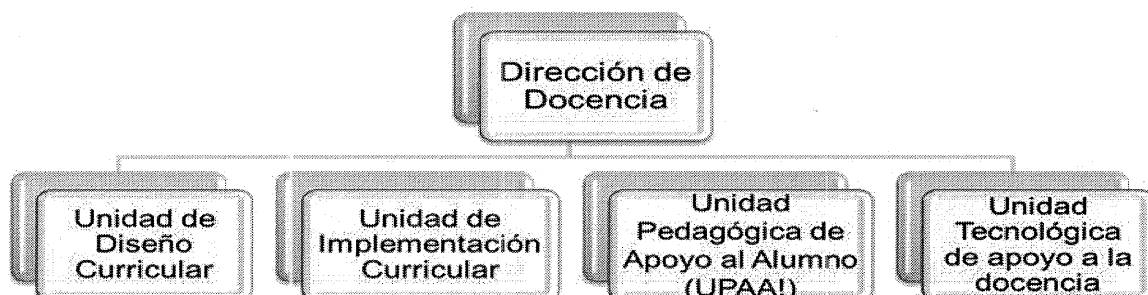 Dirección de
Docencia
Unidad de
Diseño
Curricular
Unidad de
Implementación
Curricular
Unidad
Pedagógica de
Apoyo al Alumno
(UPAA!)
Unidad
Tecnológica
de apoyo a la
docencia